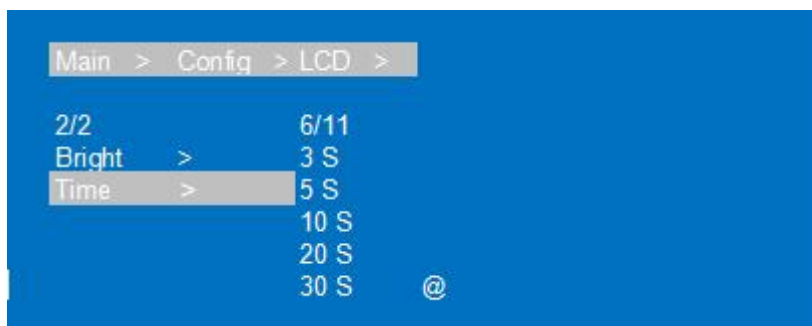 Main > Config > LCD >
2/2 6/11
Bright > 3 S
Time > 5 S
10 S
20 S
30 S @